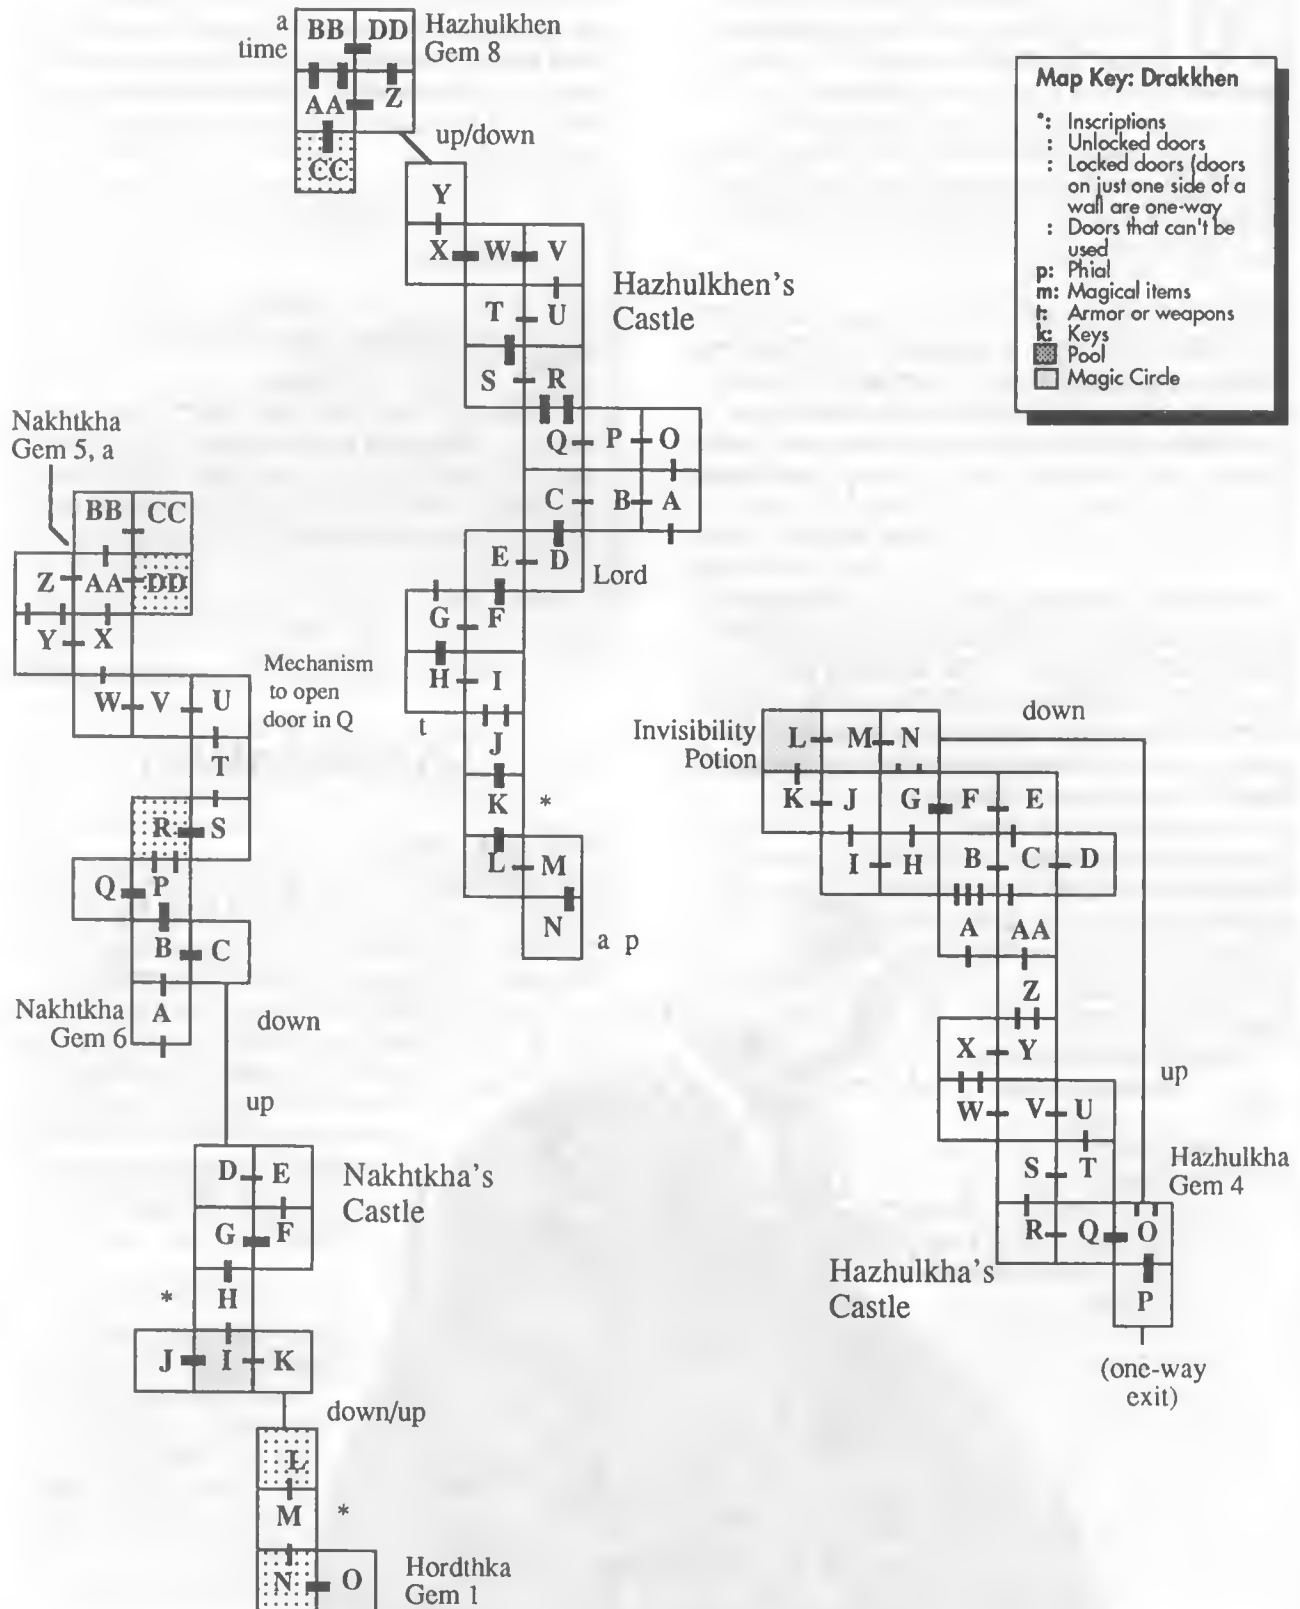 a
time
BB DD
Hazhulkhen
Gem 8
AA Z
CC
up/down
Y
X W V
T U
S R
Hazhulkhen's
Castle
Q P O
C B A
E D
Lord
G F
H I
t
J
K *
L M
N
a p
Map Key: Drakkhen
*: Inscriptions
: Unlocked doors
: Locked doors (doors
on just one side of a
wall are one-way
: Doors that can't be
used
p: Phial
m: Magical items
t: Armor or weapons
k: Keys
Pool
Magic Circle
Nakhtkha
Gem 5, a
BB CC
Z AA DD
Y X
W V U
Mechanism
to open
door in Q
T
R S
Q P
B C
A
Nakhtkha
Gem 6
down
up
D E
Nakhtkha's
Castle
G F
* H
J I K
down/up
L
M *
N O
Hordthka
Gem 1
Invisibility
Potion
L M N
down
K J G F E
I H B C D
A AA
Z
X Y
up
W V U
S T
Hazhulkha
Gem 4
R Q O
Hazhulkha's
Castle
P
(one-way
exit)